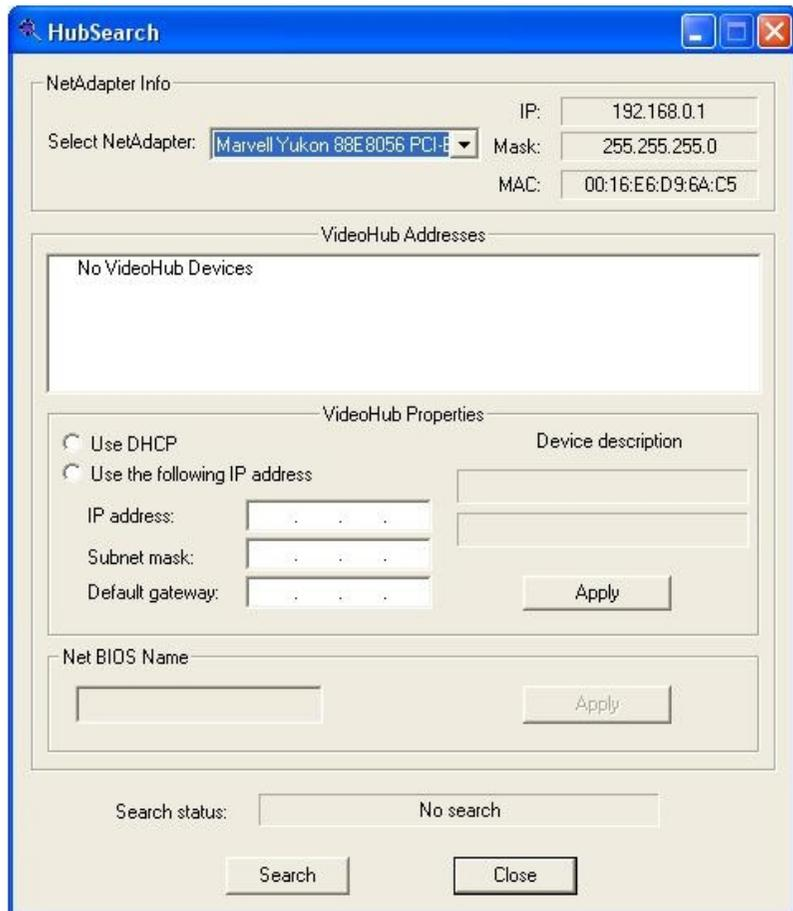 HubSearch
NetAdapter Info
IP: 192.168.0.1
Select NetAdapter: Marvell Yukon 88E8056 PCI-E Mask: 255.255.255.0
MAC: 00:16:E6:D9:6A:C5
VideoHub Addresses
No VideoHub Devices
VideoHub Properties
Use DHCP Device description
Use the following IP address
IP address: . . .
Subnet mask: . . .
Default gateway: . . . Apply
Net BIOS Name
Apply
Search status: No search
Search Close